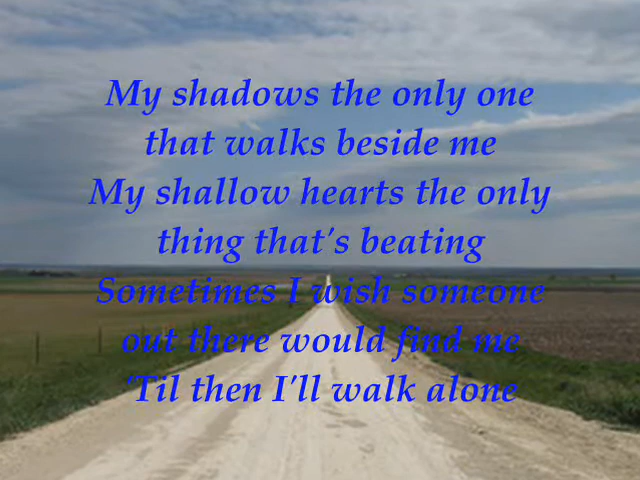 My shadows the only one
that walks beside me
My shallow hearts the only
thing that's beating
Sometimes I wish someone
out there would find me
'Til then I'll walk alone